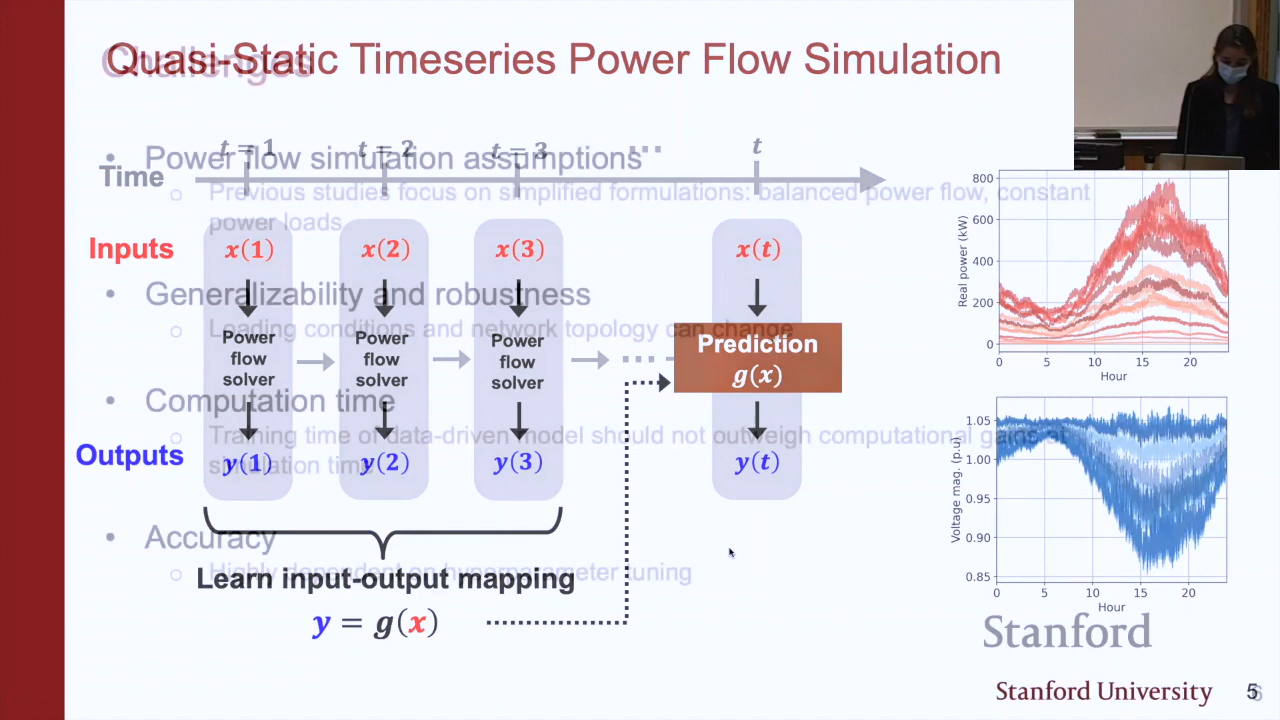 Quasi-Static Timeseries Power Flow Simulation
Challenges
t = 1
t = 2
t = 3
...
t
Time
• Power flow simulation assumptions
○ Previous studies focus on simplified formulations: balanced power flow, constant
power loads
Inputs
x(1)
x(2)
x(3)
x(t)
• Generalizability and robustness
○ Loading conditions and network topology can change
Power
flow
solver
Power
flow
solver
Power
flow
solver
...
Prediction
g(x)
• Computation time
○ Training time of data-driven model should not outweigh computational gains at
simulation time
Outputs
y(1)
y(2)
y(3)
y(t)
• Accuracy
○ Highly dependent on hyperparameter tuning
Learn input-output mapping
y = g(x)
Real power (kW)
800
600
400
200
0
0 5 10 15 20
Hour
Voltage mag. (p.u)
1.05
1.00
0.95
0.90
0.85
0 5 10 15 20
Hour
Stanford
Stanford University
5
6